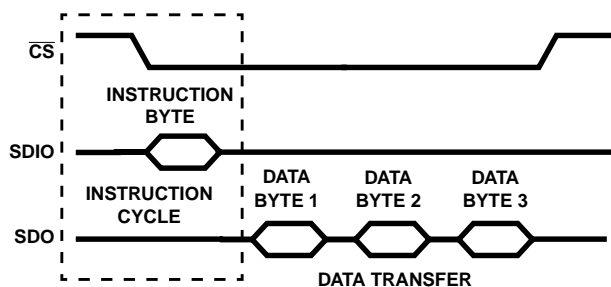 CS
INSTRUCTION
BYTE
SDIO
INSTRUCTION
CYCLE
DATA
BYTE 1
DATA
BYTE 2
DATA
BYTE 3
SDO
DATA TRANSFER